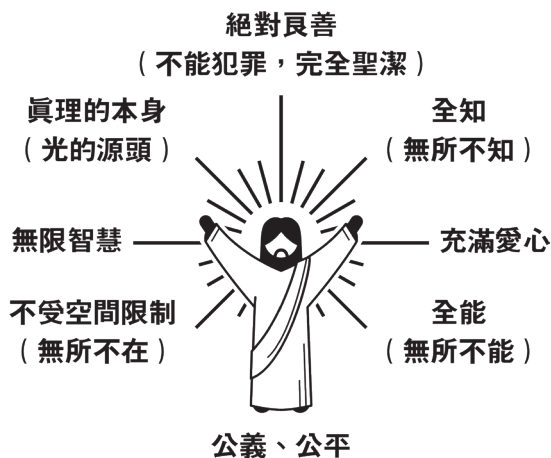 絕對良善
（不能犯罪，完全聖潔）
眞理的本身
（光的源頭）
全知
（無所不知）
無限智慧
充滿愛心
不受空間限制
（無所不在）
全能
（無所不能）
公義、公平